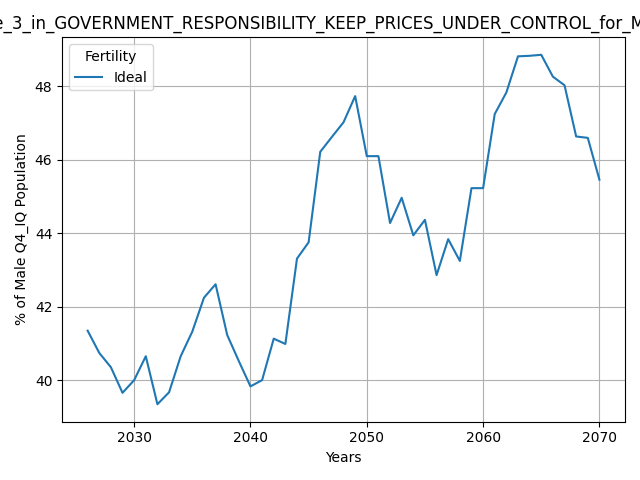 e_3_in_GOVERNMENT_RESPONSIBILITY_KEEP_PRICES_UNDER_CONTROL_for_M
Fertility
Ideal
48
46
44
42
40
% of Male Q4_IQ Population
2030 2040 2050 2060 2070
Years